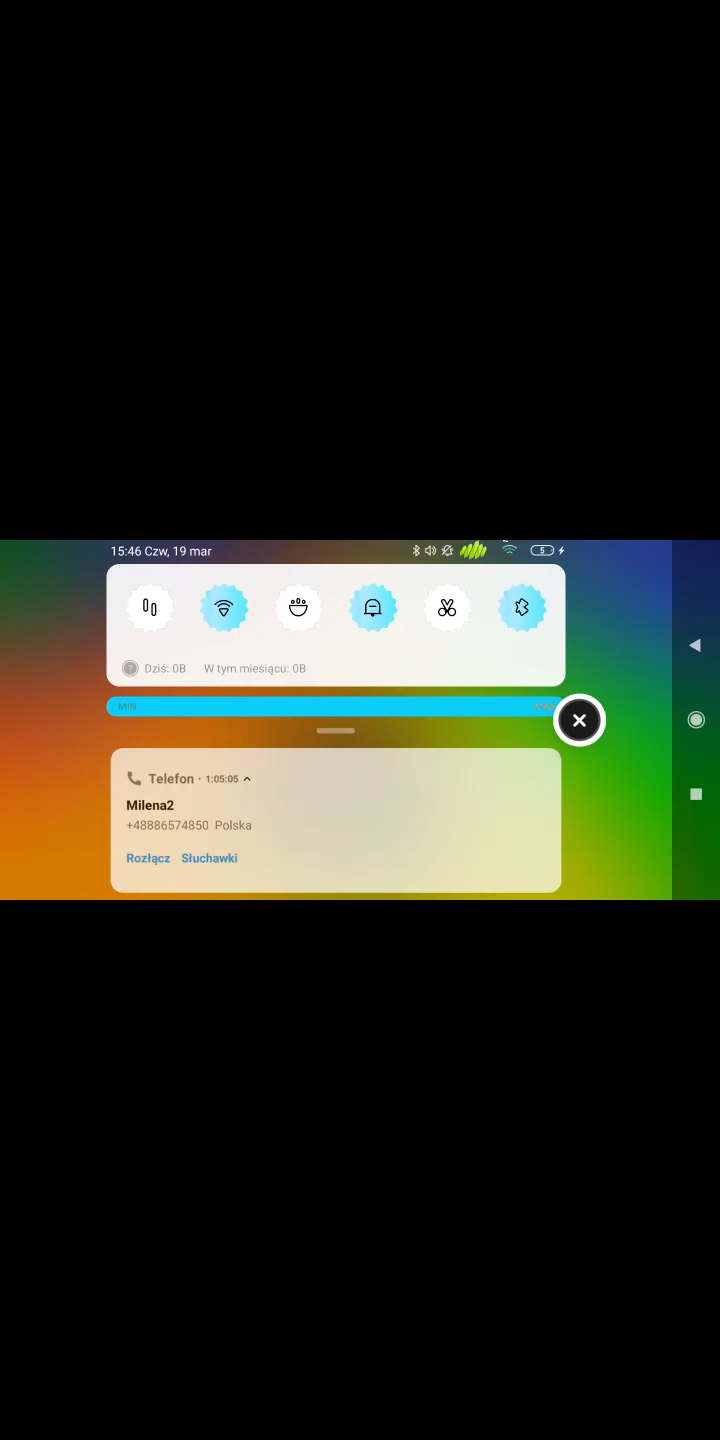 15:46 Czw, 19 mar
5
Dziś: 0B W tym miesiącu: 0B
MIN
Telefon · 1:05:05
Milena2
+48886574850 Polska
Rozłącz Słuchawki